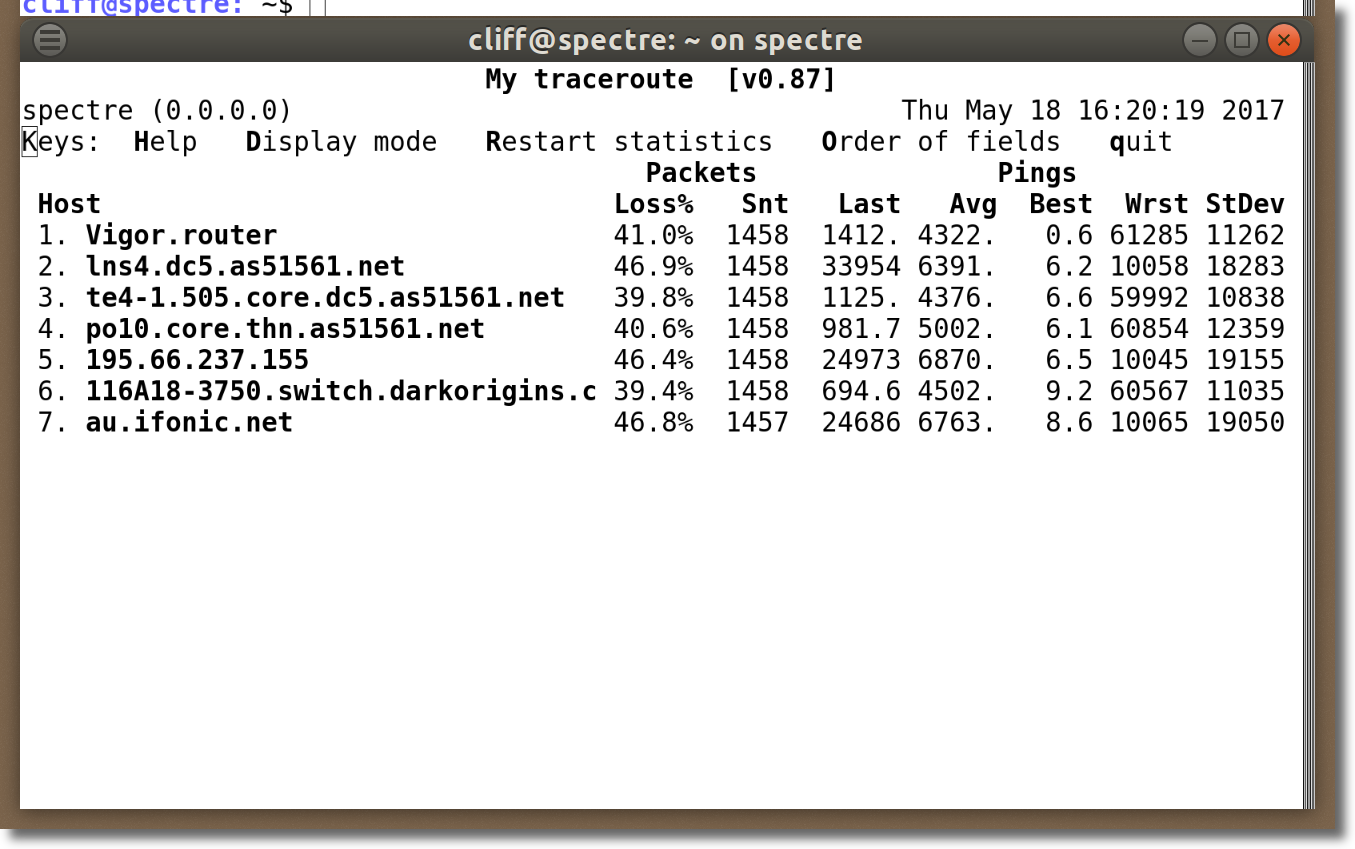 cliff@spectre: ~$
cliff@spectre: ~ on spectre
My traceroute  [v0.87]
spectre (0.0.0.0)                                      Thu May 18 16:20:19 2017
Keys:  Help   Display mode   Restart statistics   Order of fields   quit
                                       Packets               Pings
 Host                                Loss%   Snt   Last   Avg  Best  Wrst StDev
 1. Vigor.router                     41.0%  1458  1412. 4322.   0.6 61285 11262
 2. lns4.dc5.as51561.net             46.9%  1458  33954 6391.   6.2 10058 18283
 3. te4-1.505.core.dc5.as51561.net   39.8%  1458  1125. 4376.   6.6 59992 10838
 4. po10.core.thn.as51561.net        40.6%  1458  981.7 5002.   6.1 60854 12359
 5. 195.66.237.155                   46.4%  1458  24973 6870.   6.5 10045 19155
 6. 116A18-3750.switch.darkorigins.c 39.4%  1458  694.6 4502.   9.2 60567 11035
 7. au.ifonic.net                    46.8%  1457  24686 6763.   8.6 10065 19050